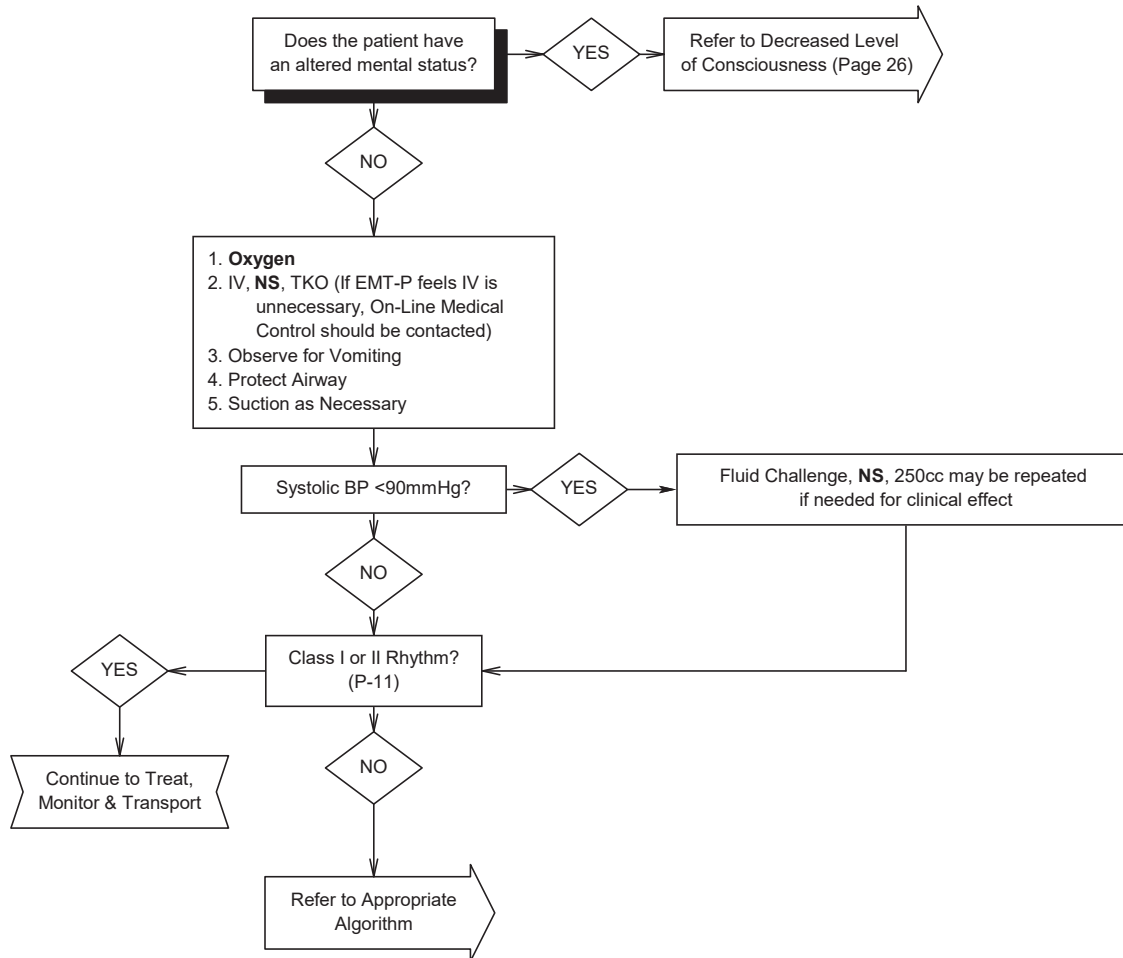 Does the patient have
an altered mental status?
YES
Refer to Decreased Level
of Consciousness (Page 26)
NO
1. Oxygen
2. IV, NS, TKO (If EMT-P feels IV is
unnecessary, On-Line Medical
Control should be contacted)
3. Observe for Vomiting
4. Protect Airway
5. Suction as Necessary
Systolic BP <90mmHg?
YES
Fluid Challenge, NS, 250cc may be repeated
if needed for clinical effect
NO
Class I or II Rhythm?
(P-11)
YES
Continue to Treat,
Monitor & Transport
NO
Refer to Appropriate
Algorithm